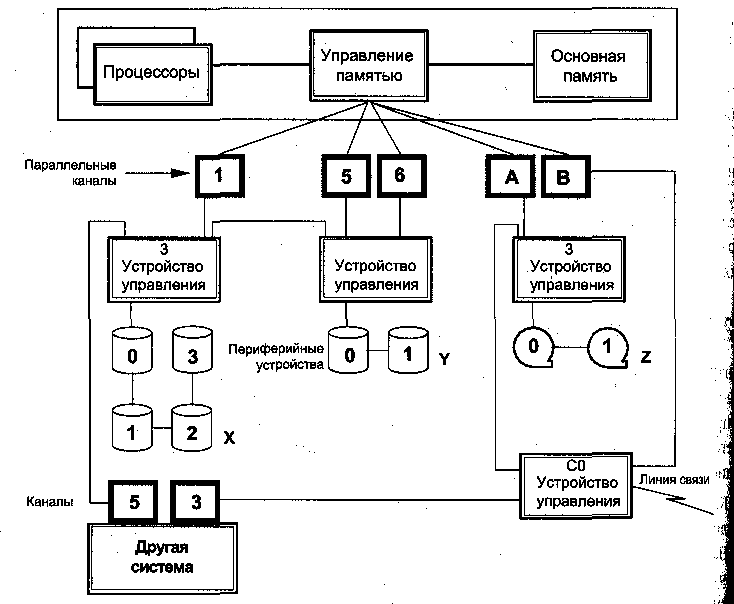 Процессоры
Управление
памятью
Основная
память
Параллельные
каналы
1
5
6
A
B
3
Устройство
управления
Устройство
управления
3
Устройство
управления
0
3
Периферийные
устройства
0
1
Y
0
1
Z
1
2
X
C0
Устройство
управления
Линия связи
Каналы
5
3
Другая
система